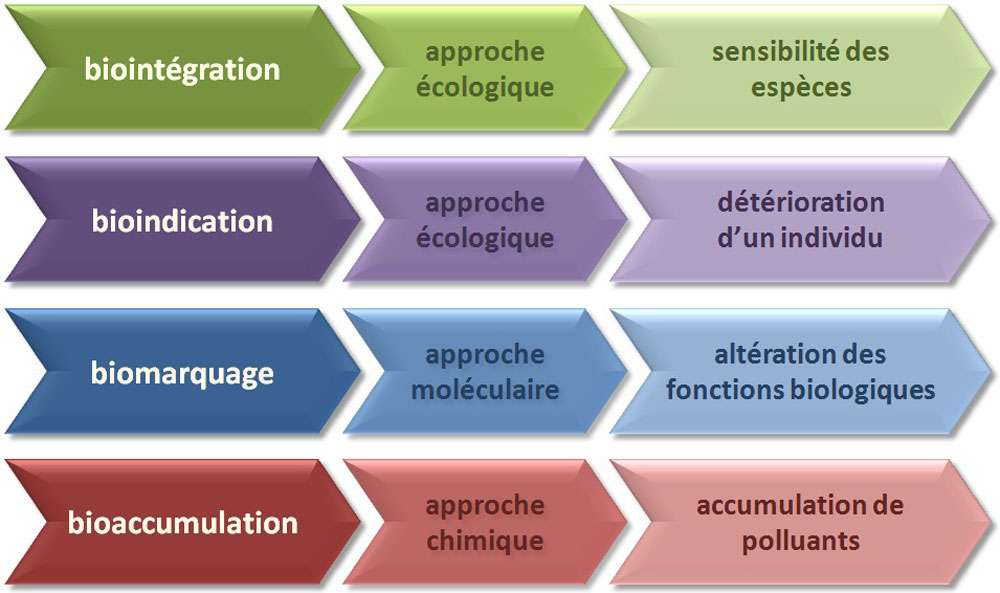 biointégration
approche
écologique
sensibilité des
espèces
bioindication
approche
écologique
détérioration
d’un individu
biomarquage
approche
moléculaire
altération des
fonctions biologiques
bioaccumulation
approche
chimique
accumulation de
polluants